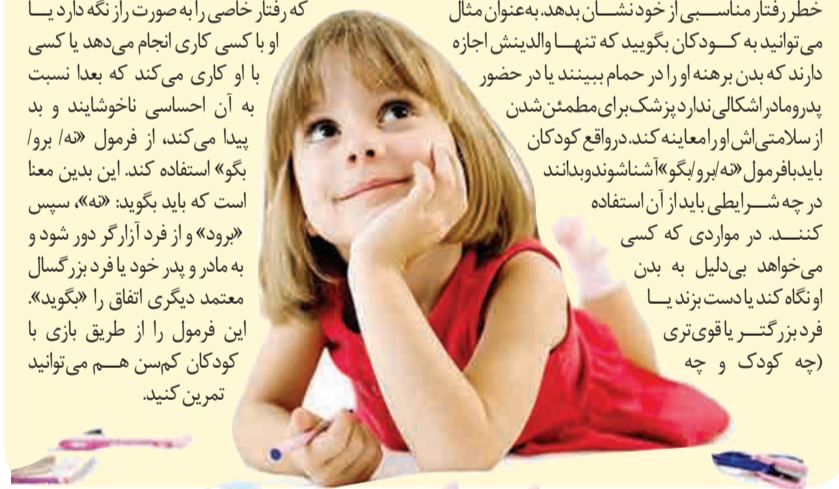 خطر رفتار مناسبی از خود نشان بدهد. به‌عنوان مثال
می‌توانید به کودکان بگویید که تنها والدینش اجازه
دارند که بدن برهنه او را در حمام ببینند یا در حضور
پدر و مادر اشکالی ندارد پزشک برای مطمئن شدن
از سلامتی‌اش او را معاینه کند. درواقع کودکان
باید با فرمول «نه/برو/بگو» آشنا شوند و بدانند
در چه شرایطی باید از آن استفاده
کنند. در مواردی که کسی
می‌خواهد بی‌دلیل به بدن
او نگاه کند یا دست بزند یا
فرد بزرگتر یا قوی‌تری
(چه کودک و چه
که رفتار خاصی را به صورت راز نگه دارد یا
او با کسی کاری انجام می‌دهد یا کسی
با او کاری می‌کند که بعدا نسبت
به آن احساسی ناخوشایند و بد
پیدا می‌کند، از فرمول «نه/ برو/
بگو» استفاده کند. این بدین معنا
است که باید بگوید: «نه»، سپس
«برود» و از فرد آزارگر دور شود و
به مادر و پدر خود یا فرد بزرگسال
معتمد دیگری اتفاق را «بگوید».
این فرمول را از طریق بازی با
کودکان کم‌سن هم می‌توانید
تمرین کنید.